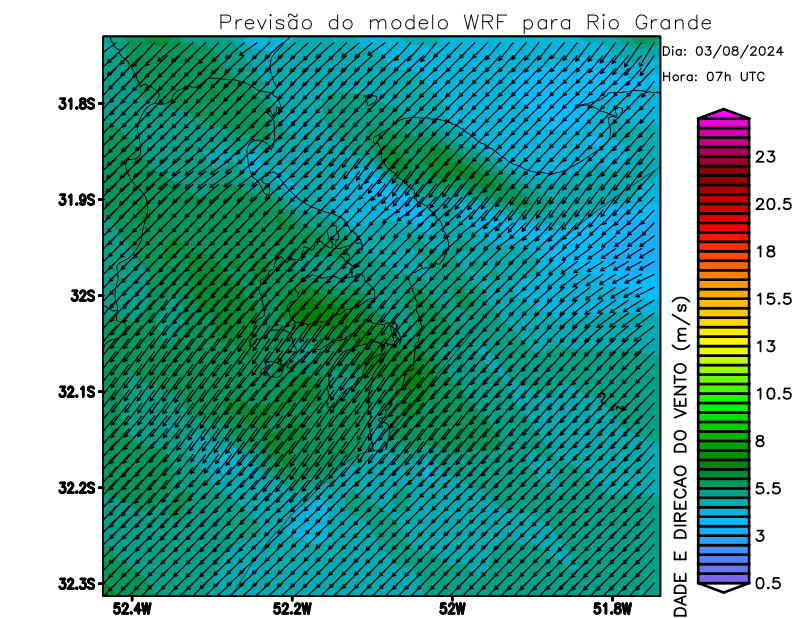 Previsão do modelo WRF para Rio Grande
Dia: 03/08/2024
Hora: 07h UTC
31.8S
31.9S
32S
32.1S
32.2S
32.3S
52.4W
52.2W
52W
51.8W
23
20.5
18
15.5
13
10.5
8
5.5
3
0.5
DADE E DIRECAO DO VENTO (m/s)